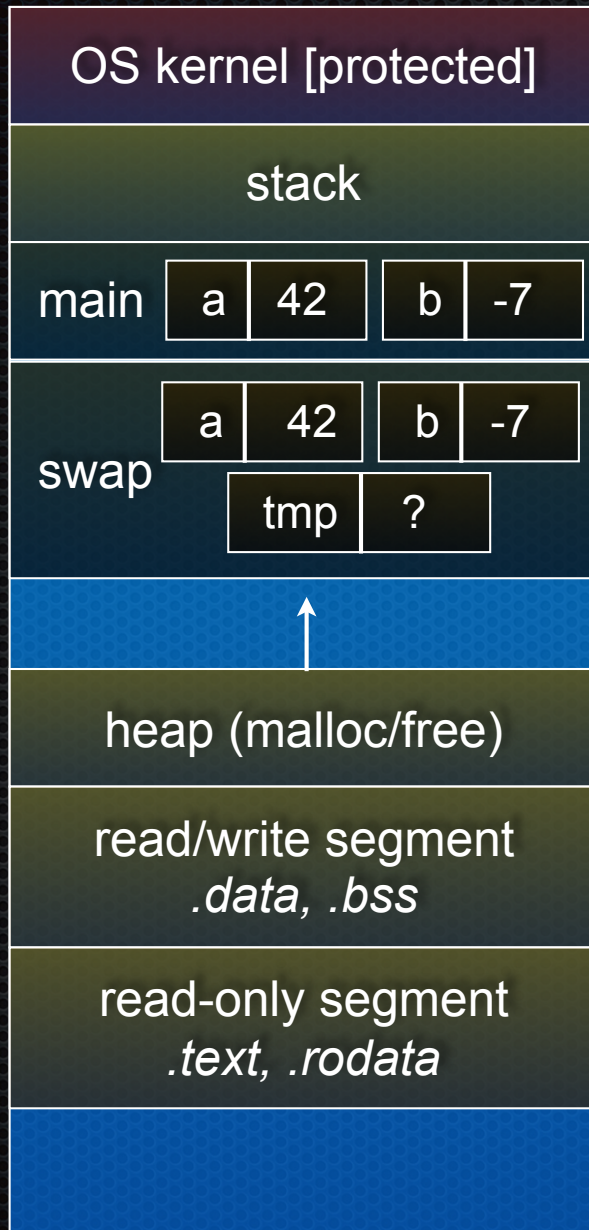 OS kernel [protected]
stack
main a 42 b -7
a 42 b -7
swap
tmp ?
heap (malloc/free)
read/write segment
.data, .bss
read-only segment
.text, .rodata